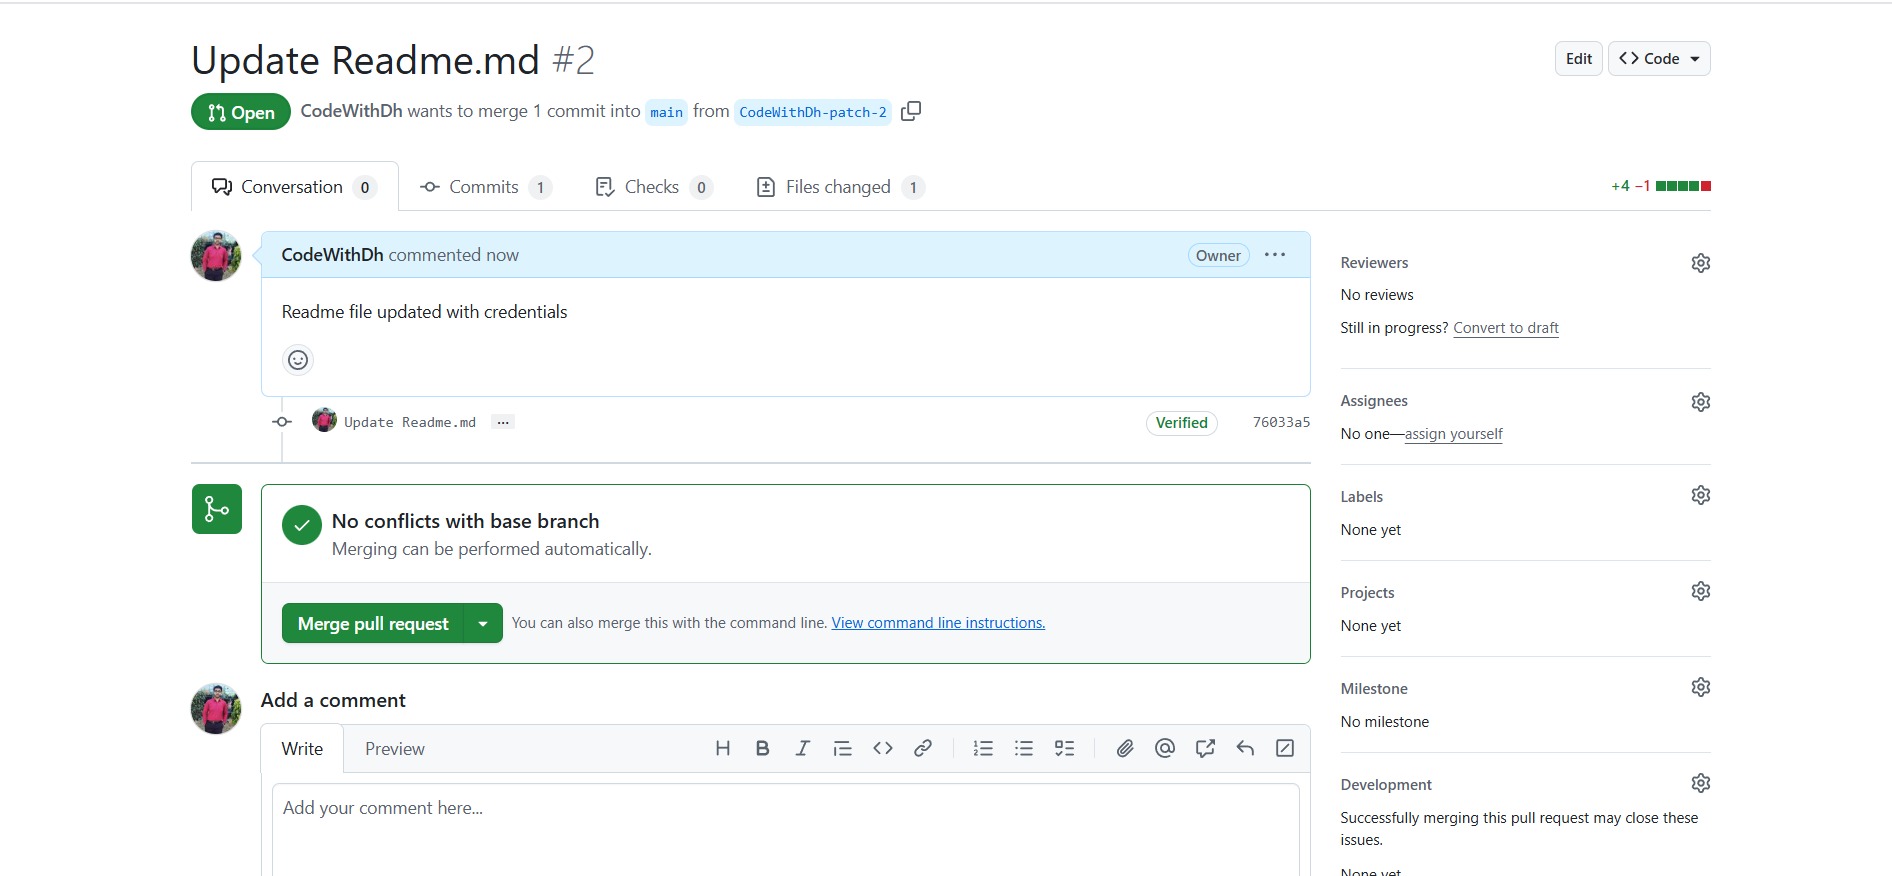 Update Readme.md #2
Edit
Code
Open
CodeWithDh wants to merge 1 commit into main from CodeWithDh-patch-2
Conversation 0
Commits 1
Checks 0
Files changed 1
+4 −1
CodeWithDh commented now
Owner
Readme file updated with credentials
Update Readme.md ...
Verified
76033a5
No conflicts with base branch
Merging can be performed automatically.
Merge pull request
You can also merge this with the command line. View command line instructions.
Add a comment
Write
Preview
Add your comment here...
Reviewers
No reviews
Still in progress? Convert to draft
Assignees
No one—assign yourself
Labels
None yet
Projects
None yet
Milestone
No milestone
Development
Successfully merging this pull request may close these
issues.
None yet